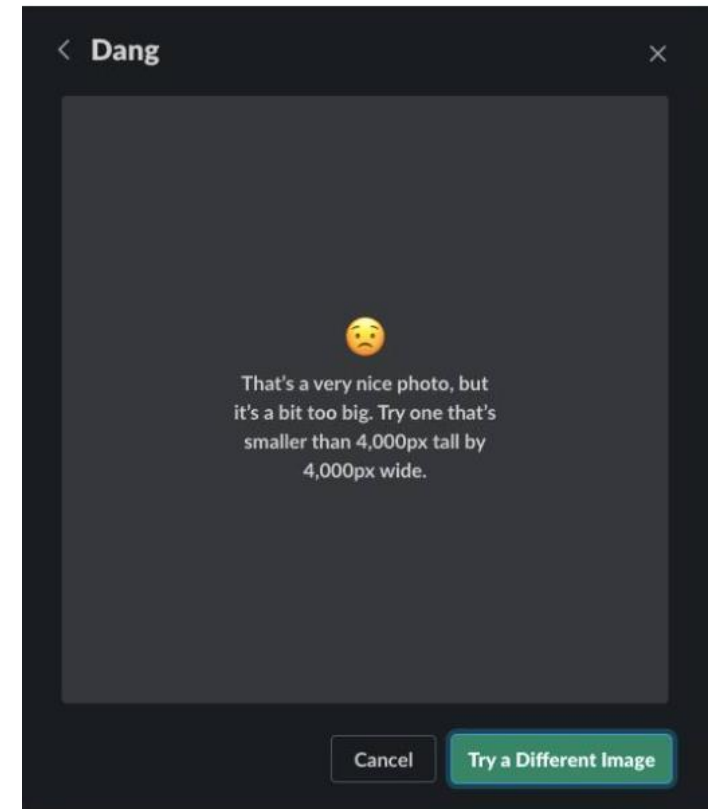 Dang
That's a very nice photo, but
it's a bit too big. Try one that's
smaller than 4,000px tall by
4,000px wide.
Cancel
Try a Different Image